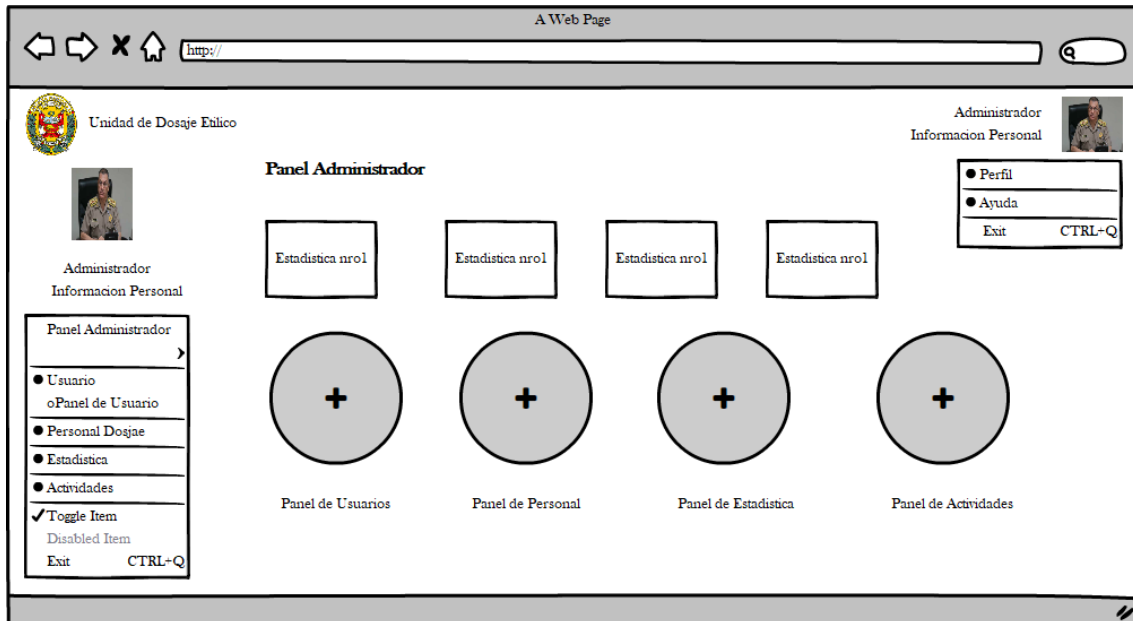 A Web Page
http://
Unidad de Dosaje Etilico
Administrador
Informacion Personal
Perfil
Ayuda
Exit CTRL+Q
Administrador
Informacion Personal
Panel Administrador
Usuario
oPanel de Usuario
Personal Dosjae
Estadistica
Actividades
Toggle Item
Disabled Item
Exit CTRL+Q
Panel Administrador
Estadistica nro1 Estadistica nro1 Estadistica nro1 Estadistica nro1
Panel de Usuarios Panel de Personal Panel de Estadistica Panel de Actividades